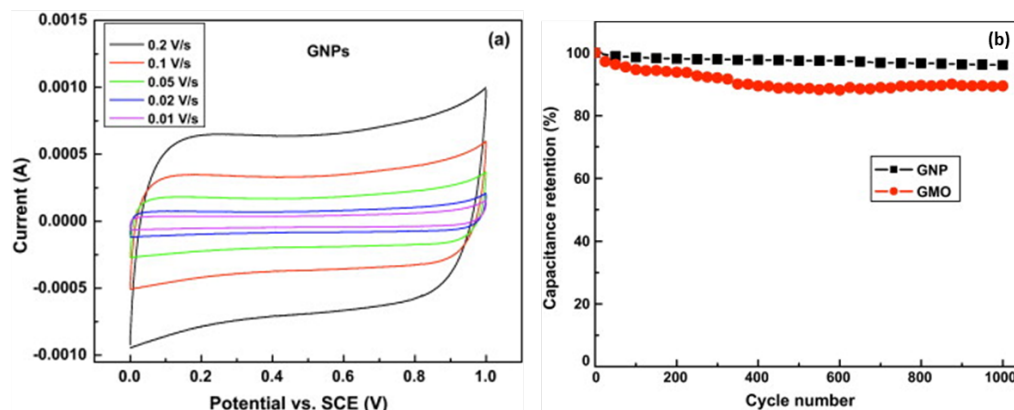 0.0015
0.0010
0.0005
0.0000
-0.0005
-0.0010
Current (A)
0.2 V/s
0.1 V/s
0.05 V/s
0.02 V/s
0.01 V/s
GNPs
(a)
0.0 0.2 0.4 0.6 0.8 1.0
Potential vs. SCE (V)
(b)
100
80
60
40
20
0
Capacitance retention (%)
GNP
GMO
0 200 400 600 800 1000
Cycle number